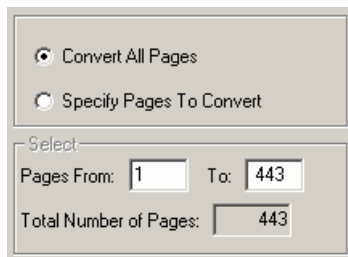 Convert All Pages
Specify Pages To Convert
Select
Pages From: 1 To: 443
Total Number of Pages: 443